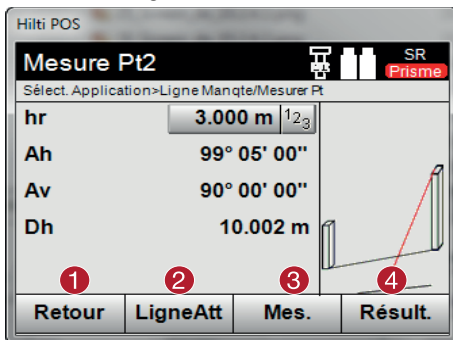 Hilti POS
Mesure Pt2
SR
Prisme
Sélect. Application>Ligne Manqte/Mesurer Pt
hr 3.000 m 123
Ah 99° 05' 00"
Av 90° 00' 00"
Dh 10.002 m
1 2 3 4
Retour LigneAtt Mes. Résult.